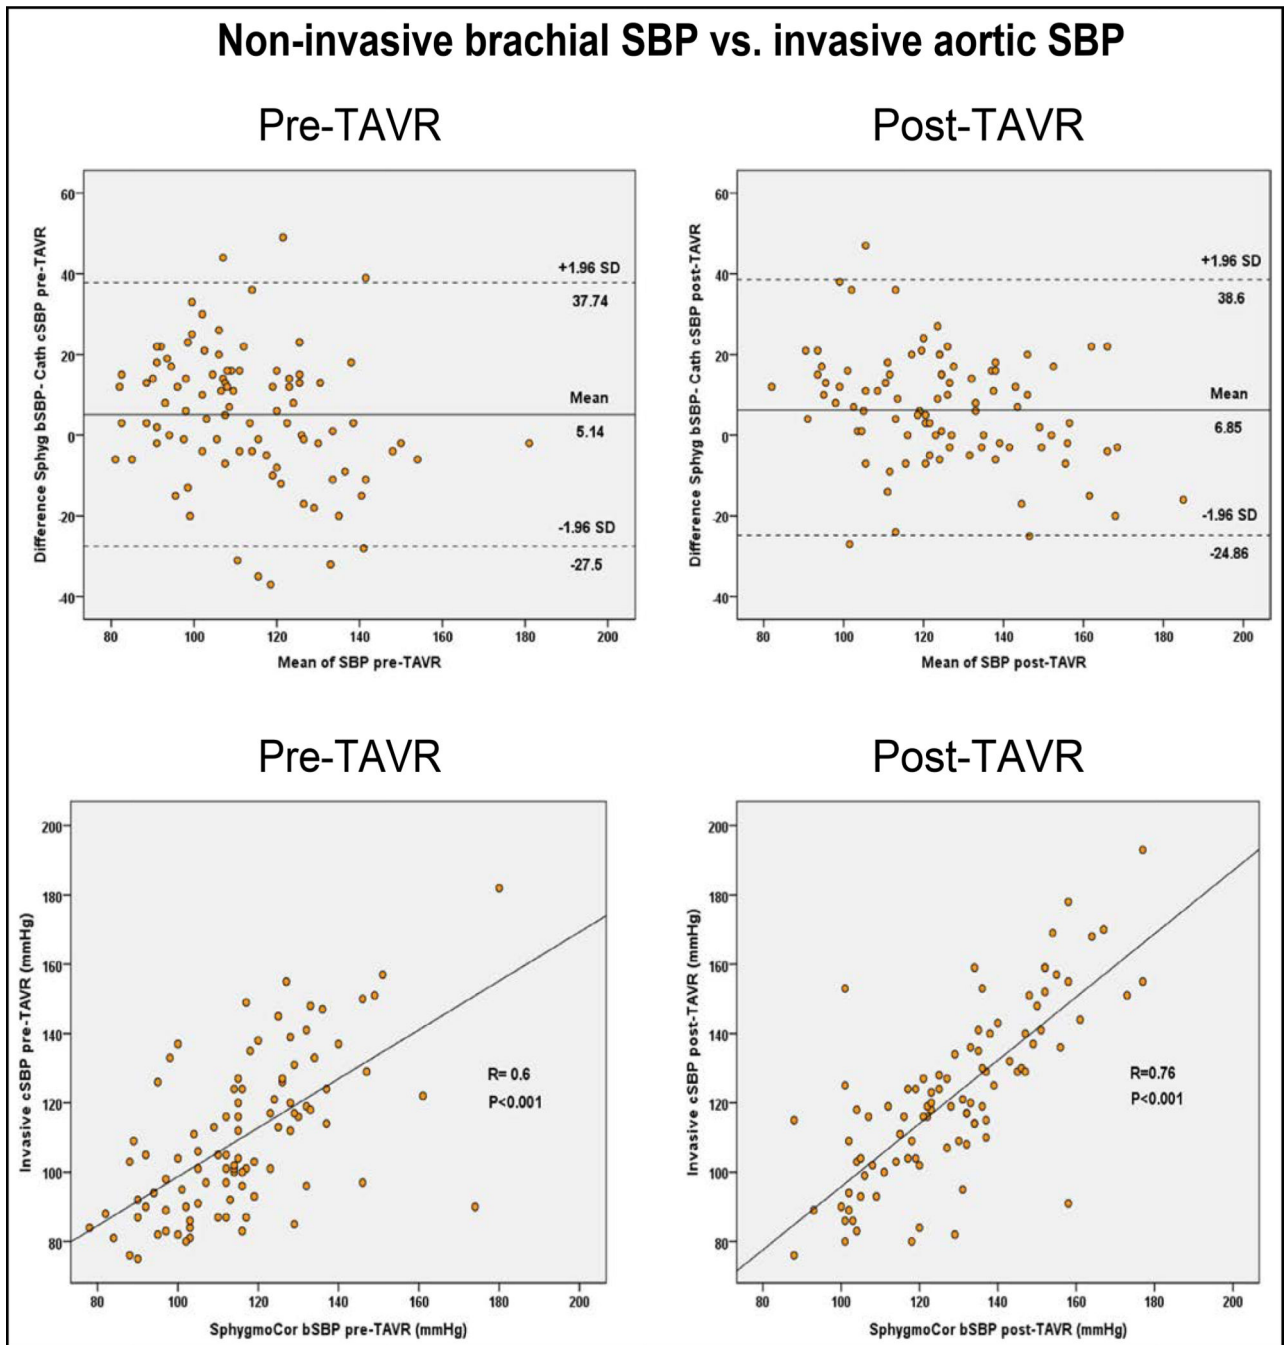 Non-invasive brachial SBP vs. invasive aortic SBP
Pre-TAVR
Post-TAVR
Difference Sphyg bSBP- Cath cSBP pre-TAVR
60
40
20
0
-20
-40
+1.96 SD
37.74
Mean
5.14
-1.96 SD
-27.5
80 100 120 140 160 180 200
Mean of SBP pre-TAVR
Difference Sphyg bSBP- Cath cSBP post-TAVR
60
40
20
0
-20
-40
+1.96 SD
38.6
Mean
6.85
-1.96 SD
-24.86
80 100 120 140 160 180 200
Mean of SBP post-TAVR
Pre-TAVR
Post-TAVR
Invasive cSBP pre-TAVR (mmHg)
200
180
160
140
120
100
80
R= 0.6
P<0.001
80 100 120 140 160 180 200
SphygmoCor bSBP pre-TAVR (mmHg)
Invasive cSBP post-TAVR (mmHg)
200
180
160
140
120
100
80
R=0.76
P<0.001
80 100 120 140 160 180 200
SphygmoCor bSBP post-TAVR (mmHg)